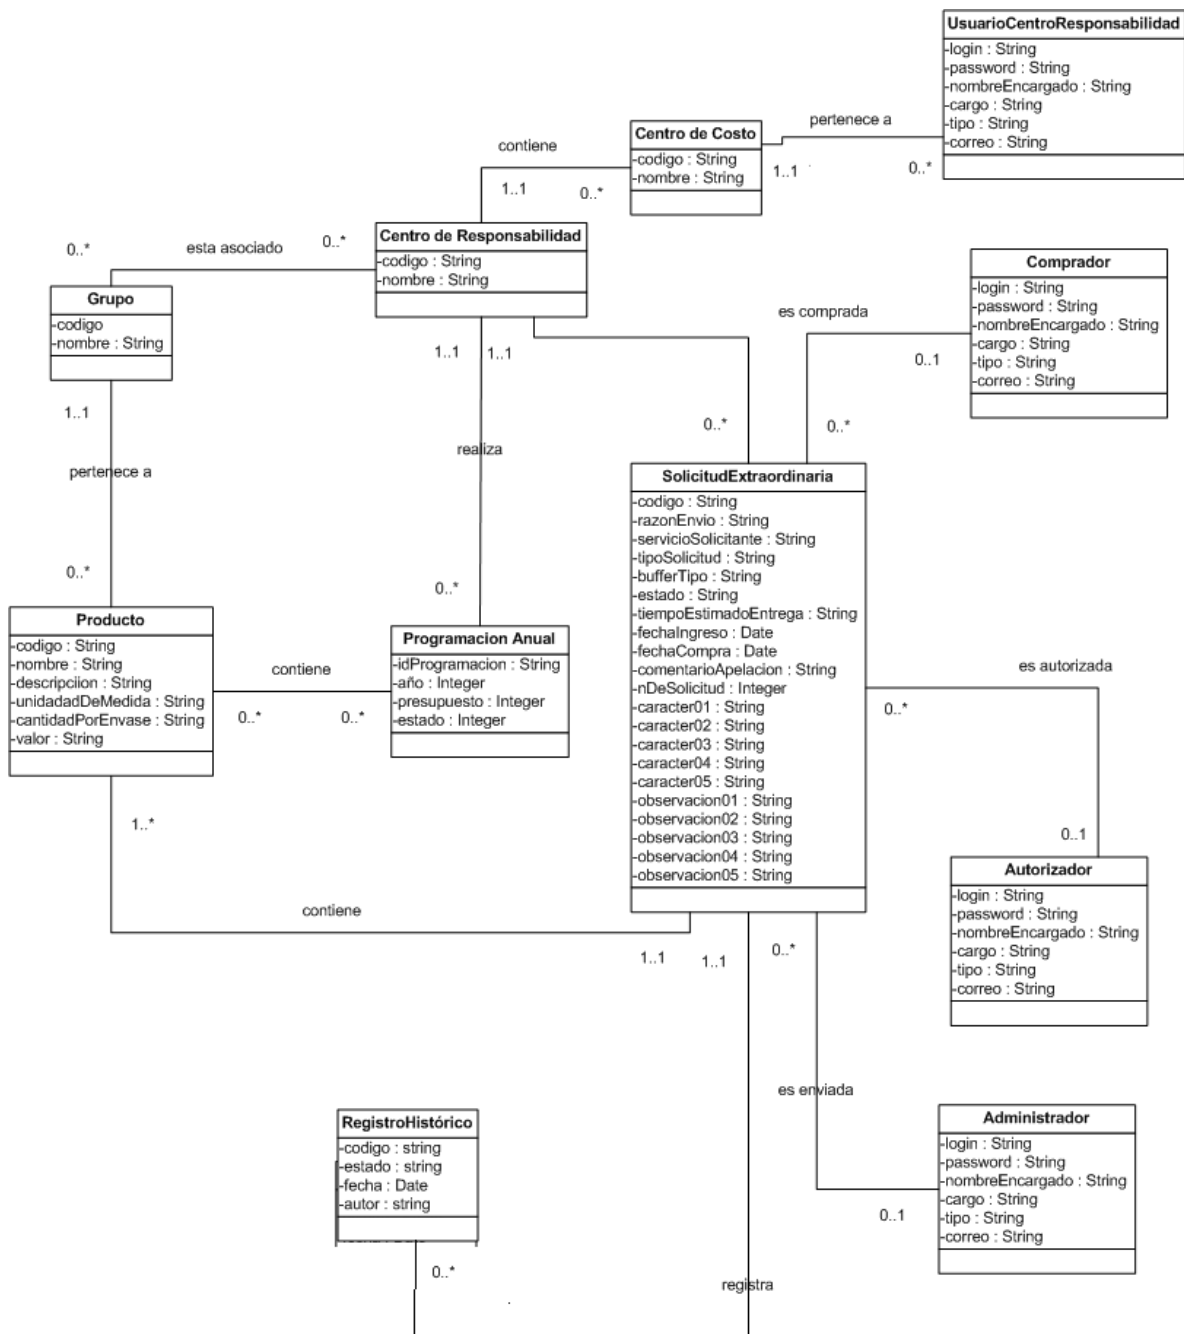 UsuarioCentroResponsabilidad
-login : String
-password : String
-nombreEncargado : String
-cargo : String
-tipo : String
-correo : String
pertenece a
1..1
0..*
Centro de Costo
-codigo : String
-nombre : String
contiene
1..1
0..*
Centro de Responsabilidad
-codigo : String
-nombre : String
0..*
esta asociado
0..*
Grupo
-codigo
-nombre : String
1..1
pertenece a
0..*
1..1
1..1
realiza
0..*
0..*
Comprador
-login : String
-password : String
-nombreEncargado : String
-cargo : String
-tipo : String
-correo : String
es comprada
0..1
0..*
SolicitudExtraordinaria
-codigo : String
-razonEnvio : String
-servicioSolicitante : String
-tipoSolicitud : String
-bufferTipo : String
-estado : String
-tiempoEstimadoEntrega : String
-fechaIngreso : Date
-fechaCompra : Date
-comentarioApelacion : String
-nDeSolicitud : Integer
-caracter01 : String
-caracter02 : String
-caracter03 : String
-caracter04 : String
-caracter05 : String
-observacion01 : String
-observacion02 : String
-observacion03 : String
-observacion04 : String
-observacion05 : String
Producto
-codigo : String
-nombre : String
-descripciion : String
-unidadadDeMedida : String
-cantidadPorEnvase : String
-valor : String
contiene
0..*
0..*
Programacion Anual
-idProgramacion : String
-año : Integer
-presupuesto : Integer
-estado : Integer
es autorizada
0..*
0..1
Autorizador
-login : String
-password : String
-nombreEncargado : String
-cargo : String
-tipo : String
-correo : String
1..*
contiene
1..1
1..1
0..*
es enviada
0..1
Administrador
-login : String
-password : String
-nombreEncargado : String
-cargo : String
-tipo : String
-correo : String
RegistroHistórico
-codigo : string
-estado : string
-fecha : Date
-autor : string
0..*
registra